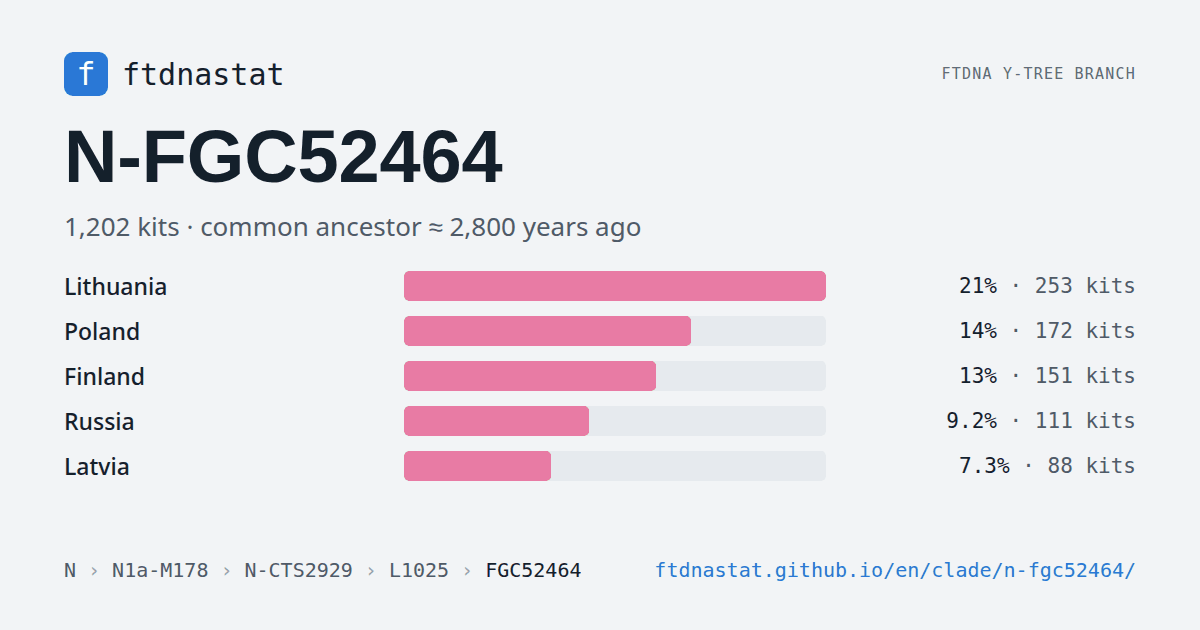 f ftdnastat
FTDNA Y-TREE BRANCH
N-FGC52464
1,202 kits · common ancestor ≈ 2,800 years ago
Lithuania 21% · 253 kits
Poland 14% · 172 kits
Finland 13% · 151 kits
Russia 9.2% · 111 kits
Latvia 7.3% · 88 kits
N › N1a-M178 › N-CTS2929 › L1025 › FGC52464
ftdnastat.github.io/en/clade/n-fgc52464/